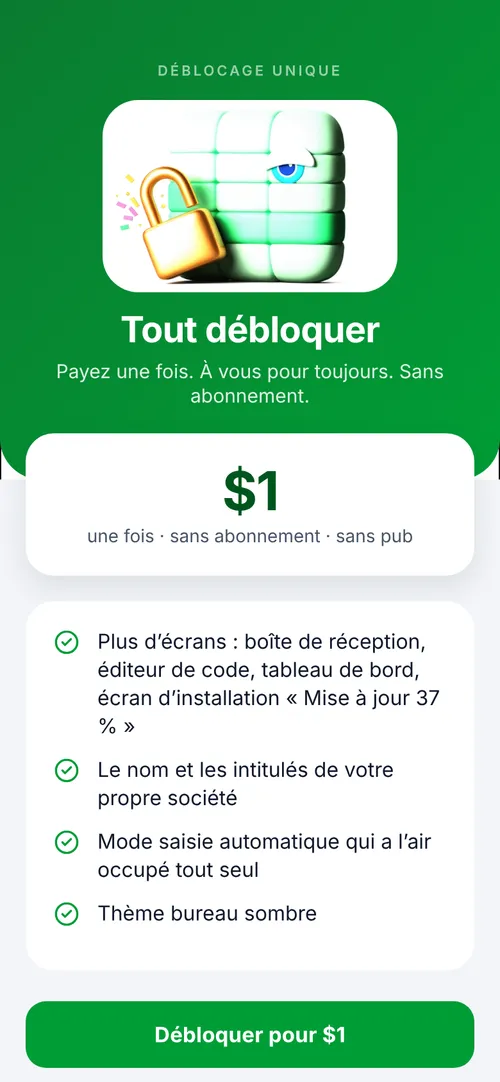 DÉBLOCAGE UNIQUE
Tout débloquer
Payez une fois. À vous pour toujours. Sans
abonnement.
$1
une fois · sans abonnement · sans pub
Plus d’écrans : boîte de réception,
éditeur de code, tableau de bord,
écran d’installation « Mise à jour 37
% »
Le nom et les intitulés de votre
propre société
Mode saisie automatique qui a l’air
occupé tout seul
Thème bureau sombre
Débloquer pour $1